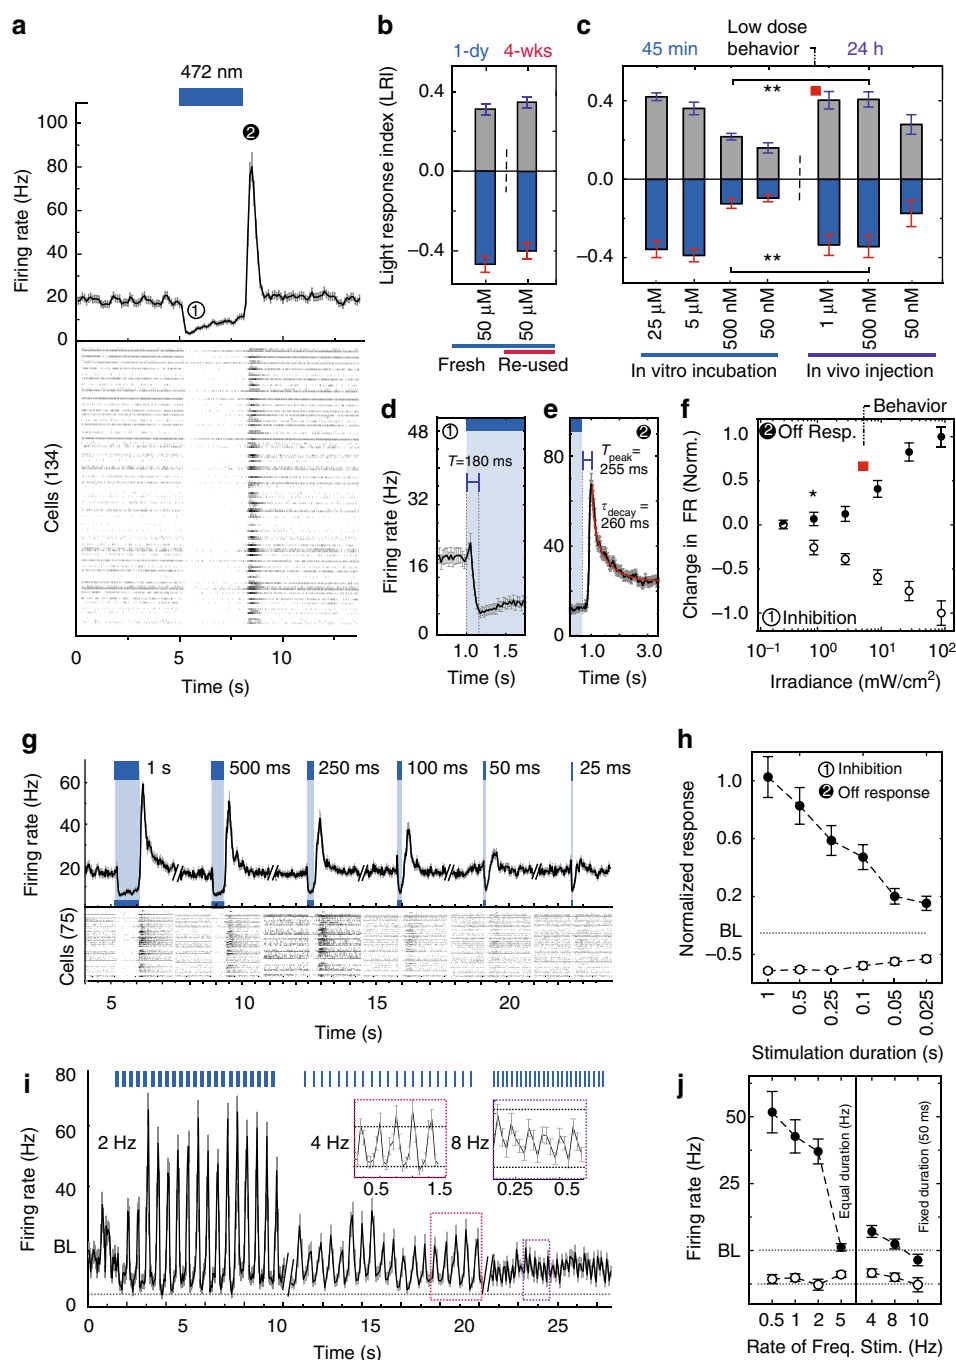 a
472 nm
2
1
100
80
60
40
20
0
Firing rate (Hz)
Cells (134)
0
5
10
Time (s)
b
1-dy
4-wks
Light response index (LRI)
0.4
0.0
−0.4
50 µM
50 µM
Fresh
Re-used
c
Low dose
behavior
45 min
24 h
**
0.4
0.0
−0.4
**
25 µM
5 µM
500 nM
50 nM
1 µM
500 nM
50 nM
In vitro incubation
In vivo injection
d
1
T=180 ms
48
32
16
0
Firing rate (Hz)
1.0
1.5
Time (s)
e
2
Tpeak=
255 ms
τdecay
=260 ms
80
40
0
1.0
3.0
Time (s)
f
Behavior
2 Off Resp.
*
1 Inhibition
1.0
0.5
0.0
−0.5
−1.0
Change in FR (Norm.)
10−1
100
101
102
Irradiance (mW/cm2)
g
1 s
500 ms
250 ms
100 ms
50 ms
25 ms
60
40
20
0
Firing rate (Hz)
Cells (75)
5
10
15
20
Time (s)
h
1 Inhibition
2 Off response
1.0
0.6
0.2
BL
−0.5
Normalized response
1
0.5
0.25
0.1
0.05
0.025
Stimulation duration (s)
i
80
60
40
BL
0
Firing rate (Hz)
2 Hz
4 Hz
8 Hz
0.5
1.5
0.25
0.5
0
5
10
15
20
25
Time (s)
j
50
25
BL
0
Firing rate (Hz)
Equal duration (Hz)
Fixed duration (50 ms)
0.5
1
2
5
4
8
10
Rate of Freq. Stim. (Hz)